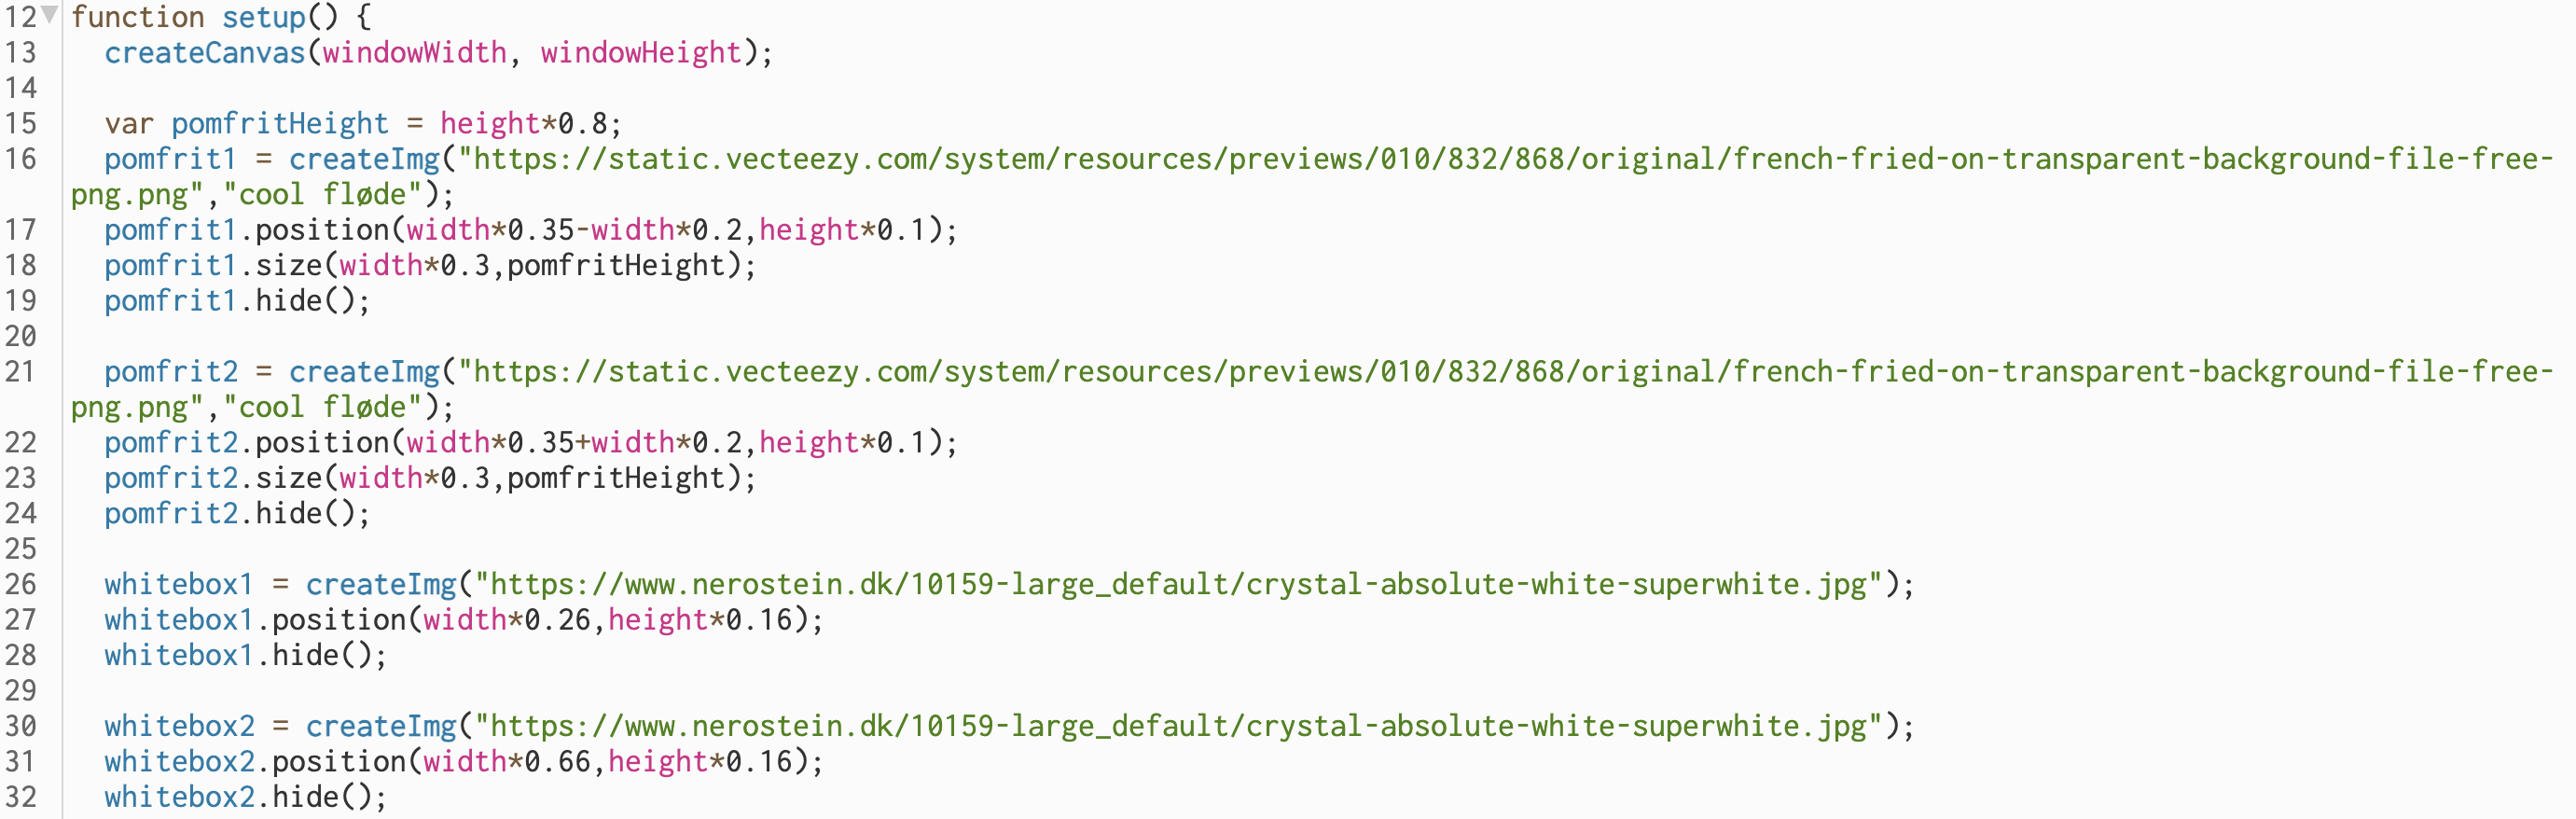 12 function setup() {
13 createCanvas(windowWidth, windowHeight);
14
15 var pomfritHeight = height*0.8;
16 pomfrit1 = createImg("https://static.vecteezy.com/system/resources/previews/010/832/868/original/french-fried-on-transparent-background-file-free-
png.png","cool fløde");
17 pomfrit1.position(width*0.35-width*0.2,height*0.1);
18 pomfrit1.size(width*0.3,pomfritHeight);
19 pomfrit1.hide();
20
21 pomfrit2 = createImg("https://static.vecteezy.com/system/resources/previews/010/832/868/original/french-fried-on-transparent-background-file-free-
png.png","cool fløde");
22 pomfrit2.position(width*0.35+width*0.2,height*0.1);
23 pomfrit2.size(width*0.3,pomfritHeight);
24 pomfrit2.hide();
25
26 whitebox1 = createImg("https://www.nerostein.dk/10159-large_default/crystal-absolute-white-superwhite.jpg");
27 whitebox1.position(width*0.26,height*0.16);
28 whitebox1.hide();
29
30 whitebox2 = createImg("https://www.nerostein.dk/10159-large_default/crystal-absolute-white-superwhite.jpg");
31 whitebox2.position(width*0.66,height*0.16);
32 whitebox2.hide();